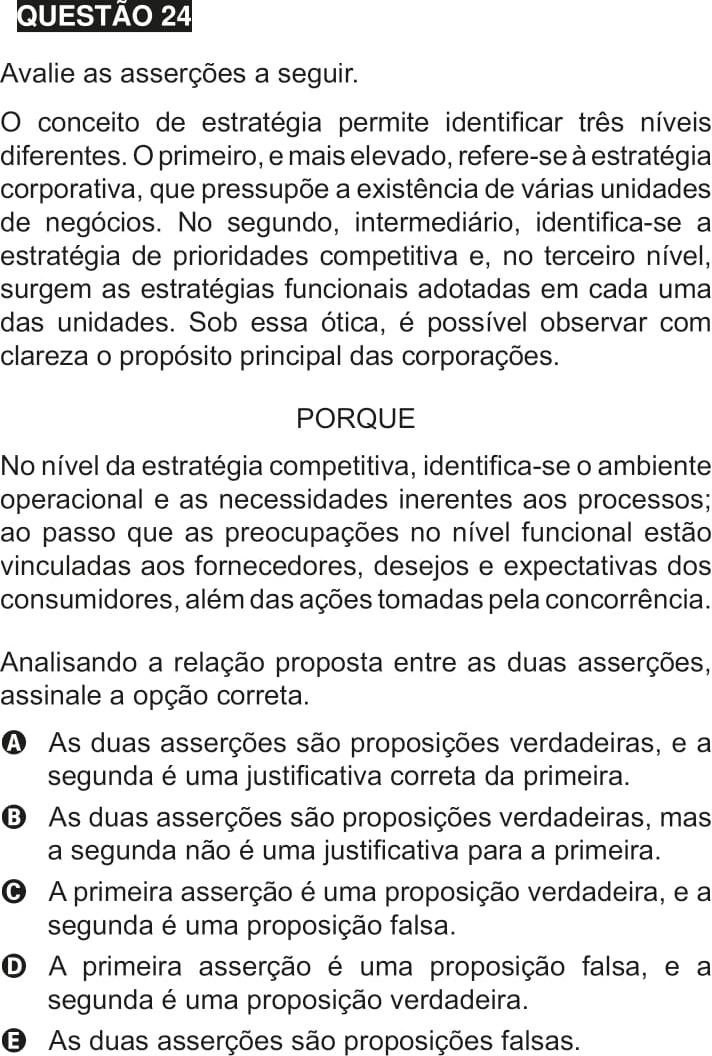 QUESTÃO 24
Avalie as asserções a seguir.
O conceito de estratégia permite identificar três níveis
diferentes. O primeiro, e mais elevado, refere-se à estratégia
corporativa, que pressupõe a existência de várias unidades
de negócios. No segundo, intermediário, identifica-se a
estratégia de prioridades competitiva e, no terceiro nível,
surgem as estratégias funcionais adotadas em cada uma
das unidades. Sob essa ótica, é possível observar com
clareza o propósito principal das corporações.
PORQUE
No nível da estratégia competitiva, identifica-se o ambiente
operacional e as necessidades inerentes aos processos;
ao passo que as preocupações no nível funcional estão
vinculadas aos fornecedores, desejos e expectativas dos
consumidores, além das ações tomadas pela concorrência.
Analisando a relação proposta entre as duas asserções,
assinale a opção correta.
A As duas asserções são proposições verdadeiras, e a
segunda é uma justificativa correta da primeira.
B As duas asserções são proposições verdadeiras, mas
a segunda não é uma justificativa para a primeira.
C A primeira asserção é uma proposição verdadeira, e a
segunda é uma proposição falsa.
D A primeira asserção é uma proposição falsa, e a
segunda é uma proposição verdadeira.
E As duas asserções são proposições falsas.